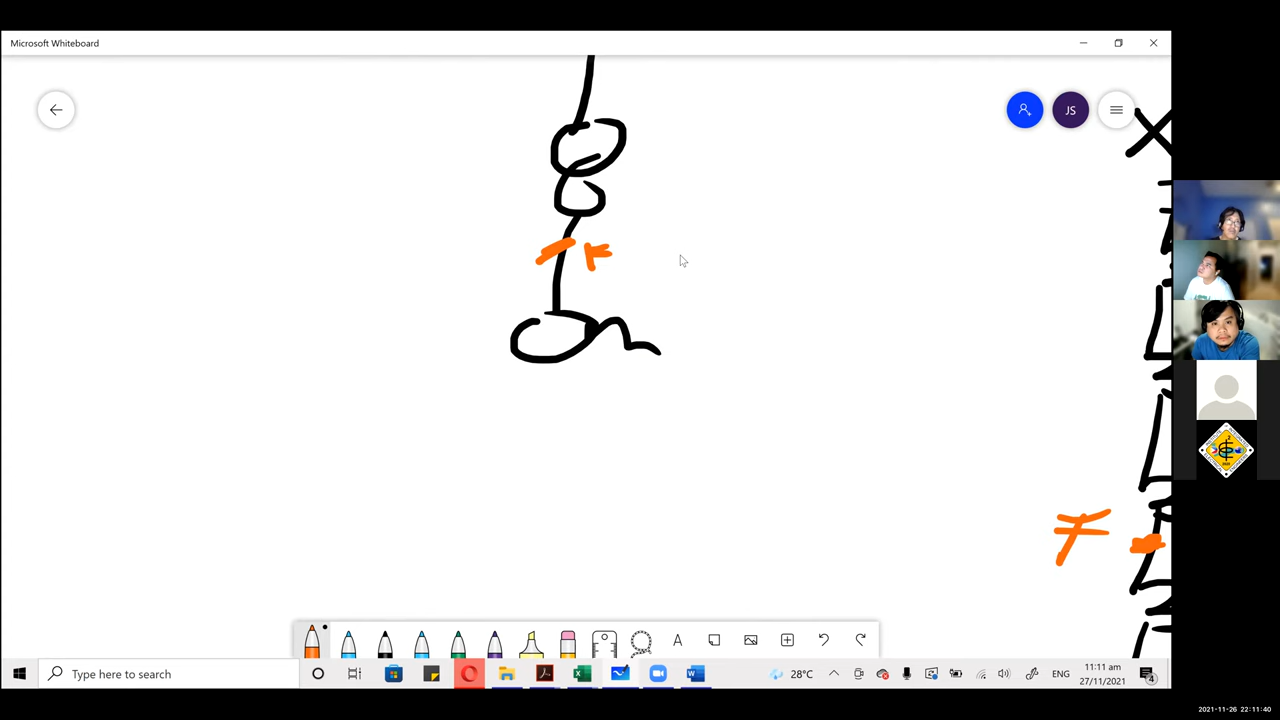 Microsoft Whiteboard
JS
A
Type here to search
28°C
ENG
11:11 am
27/11/2021
4
2021-11-26 22:11:40